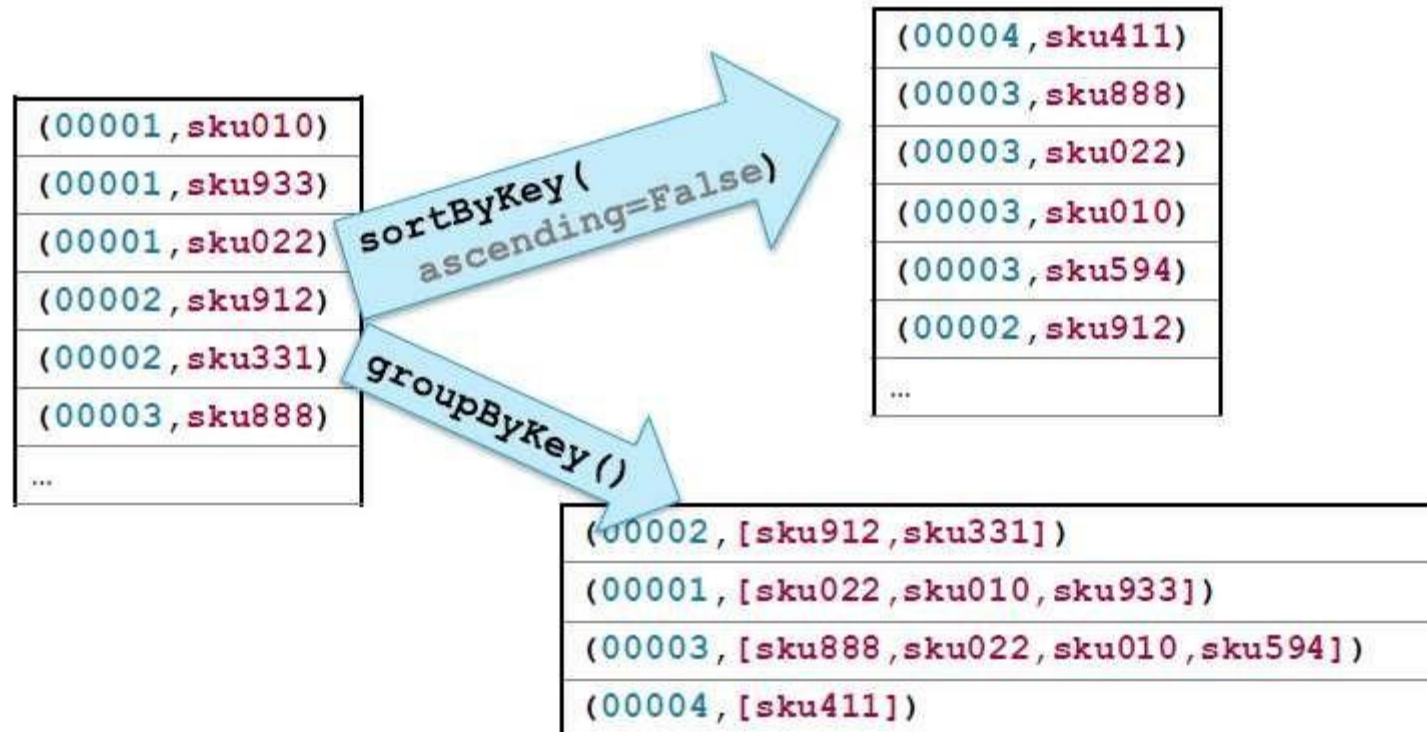 (00001,sku010)
(00001,sku933)
(00001,sku022)
(00002,sku912)
(00002,sku331)
(00003,sku888)
...
sortByKey(
ascending=False)
groupByKey()
(00004,sku411)
(00003,sku888)
(00003,sku022)
(00003,sku010)
(00003,sku594)
(00002,sku912)
...
(00002,[sku912,sku331])
(00001,[sku022,sku010,sku933])
(00003,[sku888,sku022,sku010,sku594])
(00004,[sku411])